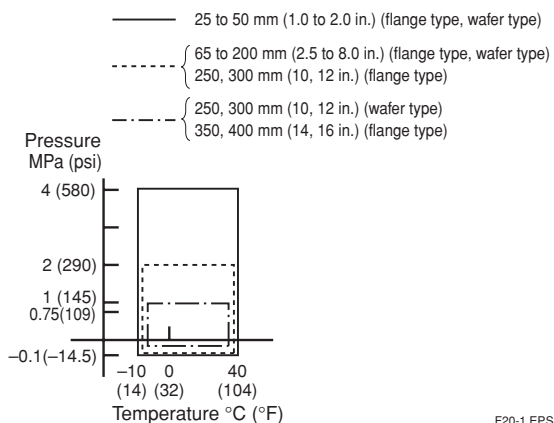 25 to 50 mm (1.0 to 2.0 in.) (flange type, wafer type)
65 to 200 mm (2.5 to 8.0 in.) (flange type, wafer type)
250, 300 mm (10, 12 in.) (flange type)
250, 300 mm (10, 12 in.) (wafer type)
350, 400 mm (14, 16 in.) (flange type)
Pressure
MPa (psi)
4 (580)
2 (290)
1 (145)
0.75(109)
–0.1(–14.5)
–10 0 40
(14) (32) (104)
Temperature °C (°F)
F20-1.EPS